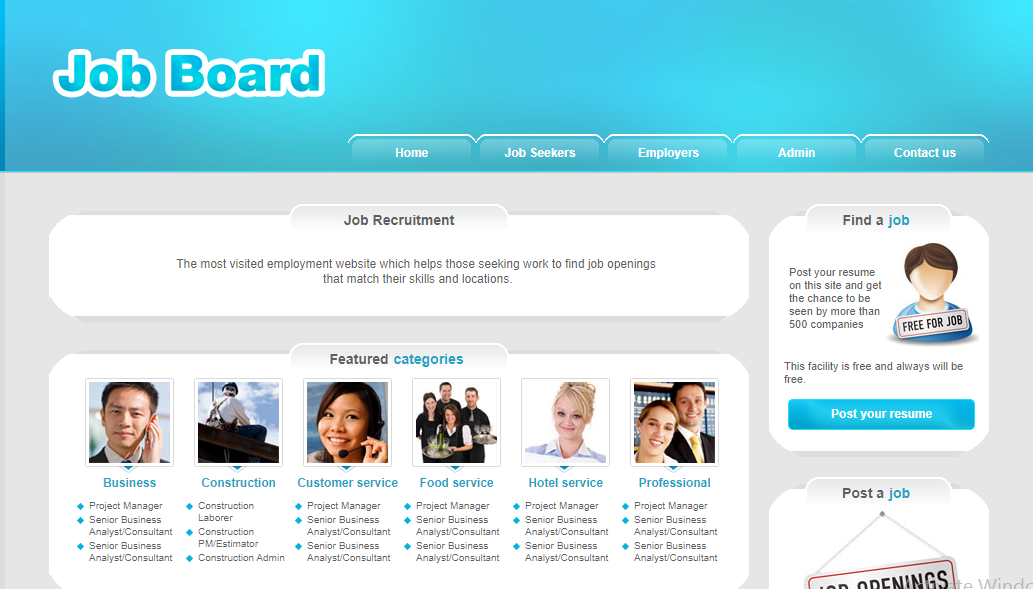 Job Board
Home
Job Seekers
Employers
Admin
Contact us
Job Recruitment
The most visited employment website which helps those seeking work to find job openings
that match their skills and locations.
Find a job
Post your resume
on this site and get
the chance to be
seen by more than
500 companies
FREE FOR JOB
This facility is free and always will be
free.
Post your resume
Featured categories
Business
Project Manager
Senior Business
Analyst/Consultant
Senior Business
Analyst/Consultant
Construction
Construction
Laborer
Construction
PM/Estimator
Construction Admin
Customer service
Project Manager
Senior Business
Analyst/Consultant
Senior Business
Analyst/Consultant
Food service
Project Manager
Senior Business
Analyst/Consultant
Senior Business
Analyst/Consultant
Hotel service
Project Manager
Senior Business
Analyst/Consultant
Senior Business
Analyst/Consultant
Professional
Project Manager
Senior Business
Analyst/Consultant
Senior Business
Analyst/Consultant
Post a job
JOB OPENINGS
Activate Windo